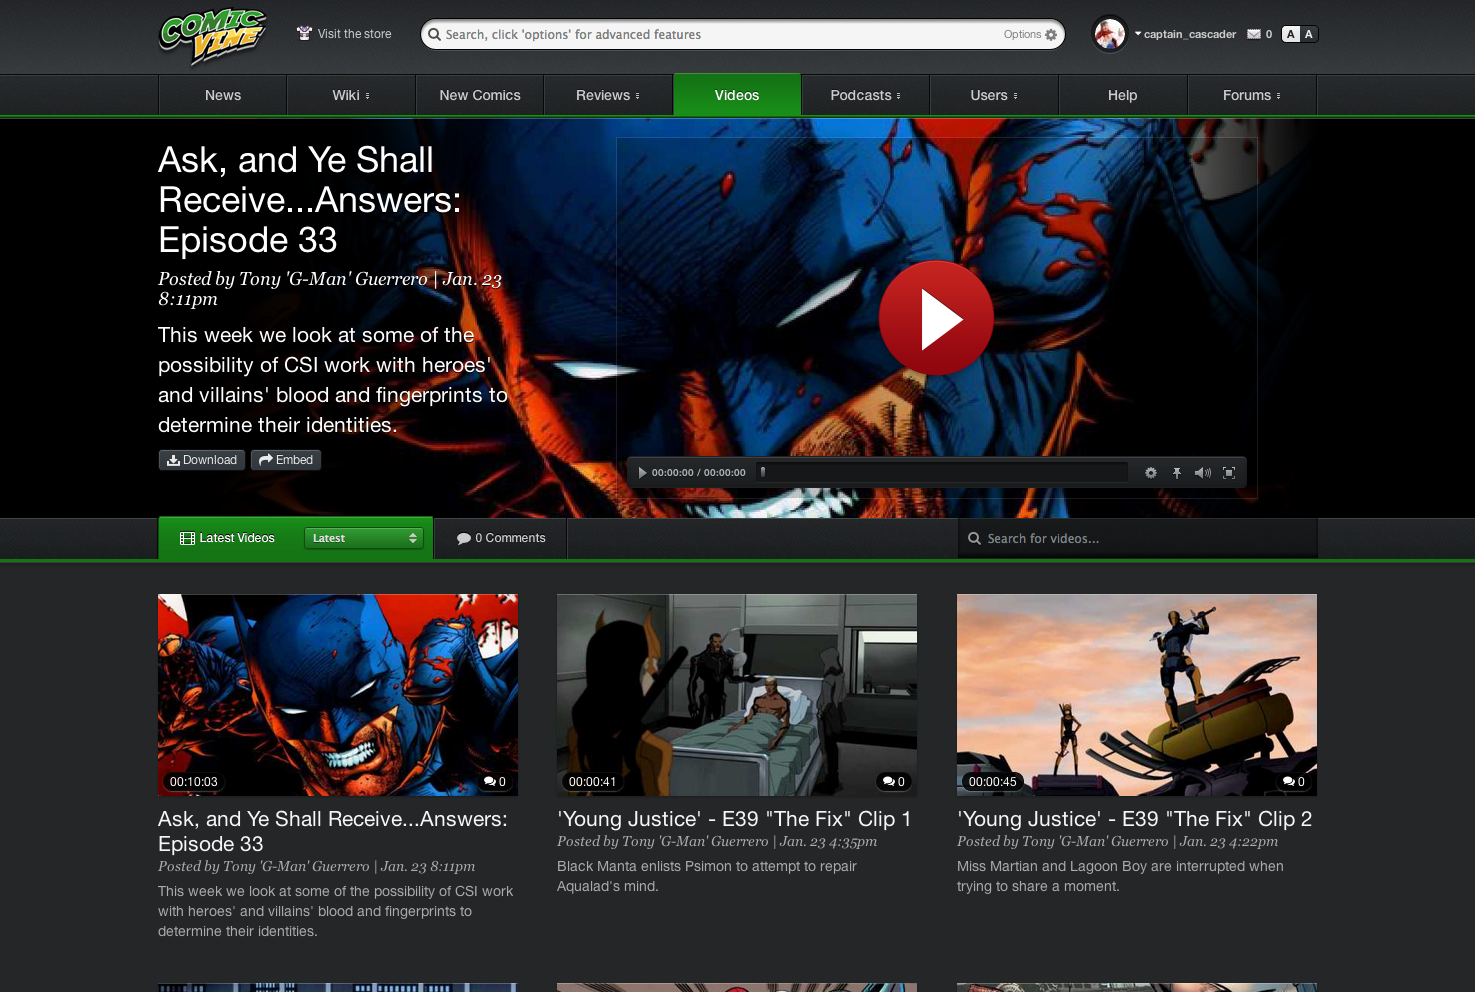 COMIC VINE
Visit the store
Search, click 'options' for advanced features
Options
captain_cascader
0
A A
News
Wiki
New Comics
Reviews
Videos
Podcasts
Users
Help
Forums
Ask, and Ye Shall
Receive...Answers:
Episode 33
Posted by Tony 'G-Man' Guerrero | Jan. 23
8:11pm
This week we look at some of the
possibility of CSI work with heroes'
and villains' blood and fingerprints to
determine their identities.
Download
Embed
00:00:00 / 00:00:00
Latest Videos
Latest
0 Comments
Search for videos...
00:10:03
0
Ask, and Ye Shall Receive...Answers:
Episode 33
Posted by Tony 'G-Man' Guerrero | Jan. 23 8:11pm
This week we look at some of the possibility of CSI work
with heroes' and villains' blood and fingerprints to
determine their identities.
00:00:41
0
'Young Justice' - E39 "The Fix" Clip 1
Posted by Tony 'G-Man' Guerrero | Jan. 23 4:35pm
Black Manta enlists Psimon to attempt to repair
Aqualad's mind.
00:00:45
0
'Young Justice' - E39 "The Fix" Clip 2
Posted by Tony 'G-Man' Guerrero | Jan. 23 4:22pm
Miss Martian and Lagoon Boy are interrupted when
trying to share a moment.